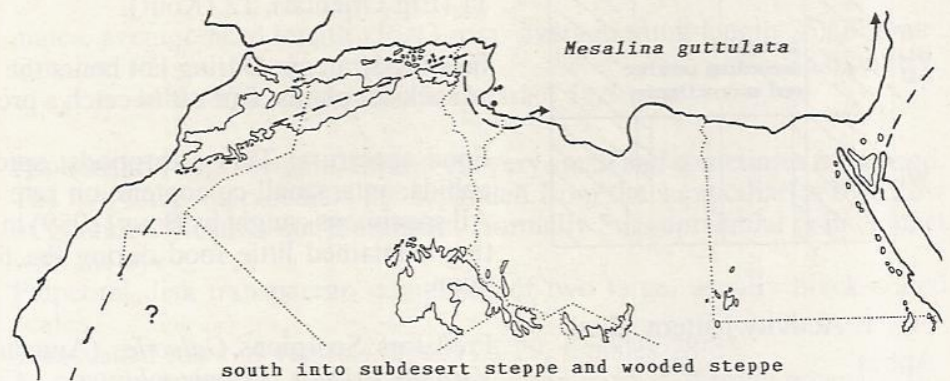 Mesalina guttulata
?
south into subdesert steppe and wooded steppe